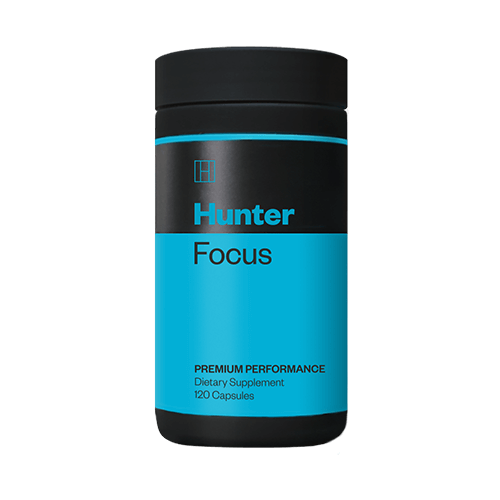 Hunter
Focus
PREMIUM PERFORMANCE
Dietary Supplement
120 Capsules